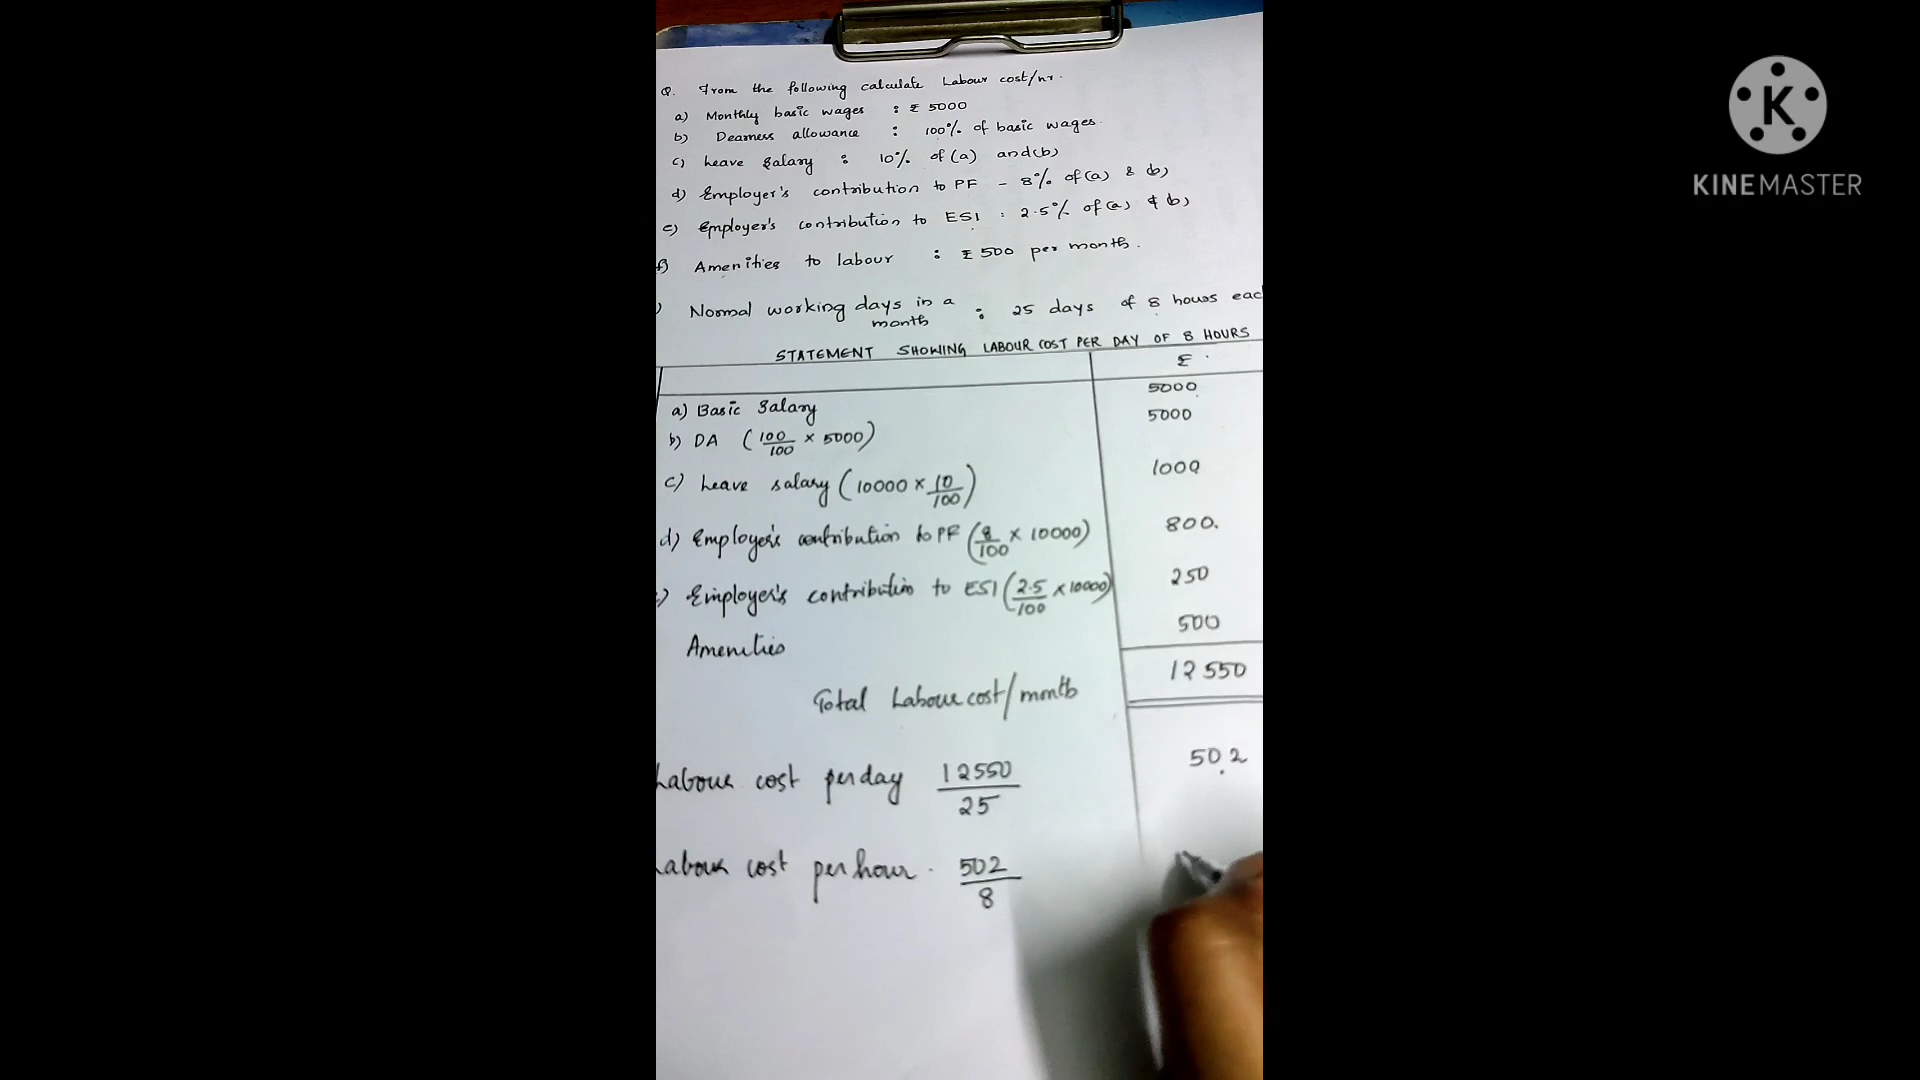 Q. From the following calculate Labour cost/hr.
a) Monthly basic wages : ₹ 5000
b) Dearness allowance : 100% of basic wages.
c) Leave Salary : 10% of (a) and (b)
d) Employer's contribution to PF - 8% of (a) & b)
e) Employer's contribution to ESI : 2.5% of (a) & b)
f) Amenities to labour : ₹ 500 per month.
) Normal working days in a month : 25 days of 8 hours each
STATEMENT SHOWING LABOUR COST PER DAY OF 8 HOURS
₹
a) Basic Salary 5000
b) DA (100/100 × 5000) 5000
c) Leave salary (10000 × 10/100) 1000
d) Employer's contribution to PF (8/100 × 10000) 800.
) Employer's contribution to ESI (2.5/100 × 10000) 250
Amenities 500
Total Labour cost/month 12550
Labour cost per day 12550/25 502
Labour cost per hour. 502/8
K
KINEMASTER